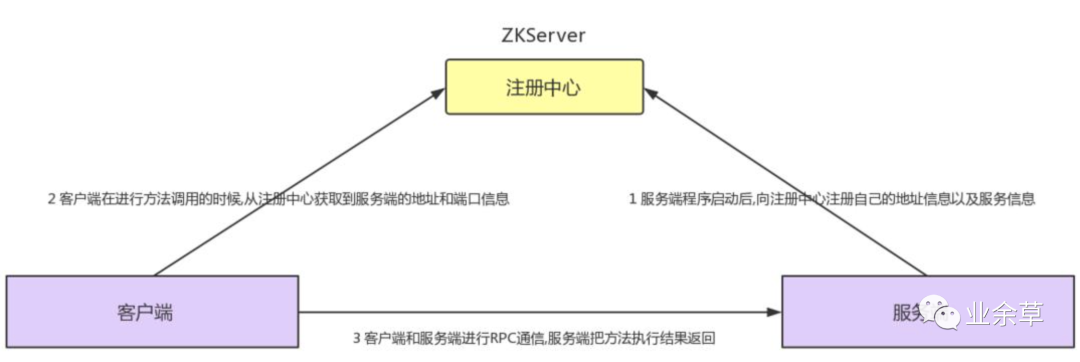 ZKServer
注册中心
2 客户端在进行方法调用的时候,从注册中心获取到服务端的地址和端口信息
1 服务端程序启动后,向注册中心注册自己的地址信息以及服务信息
客户端
服务
业余草
3 客户端和服务端进行RPC通信,服务端把方法执行结果返回